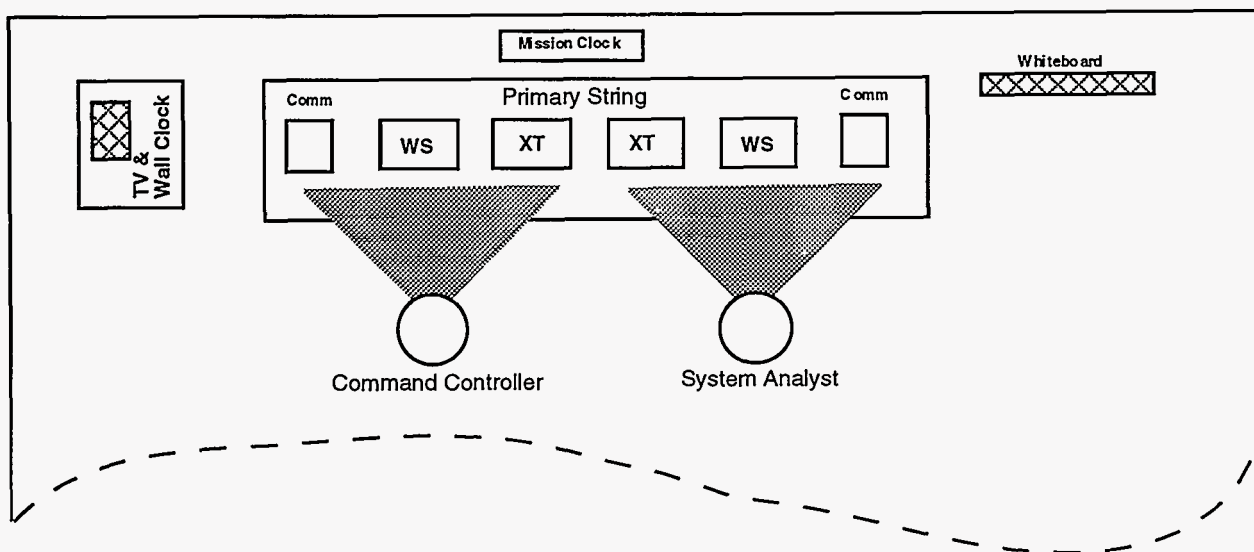 Mission Clock
Whiteboard
TV &
Wall Clock
Comm
Primary String
Comm
WS
XT
XT
WS
Command Controller
System Analyst